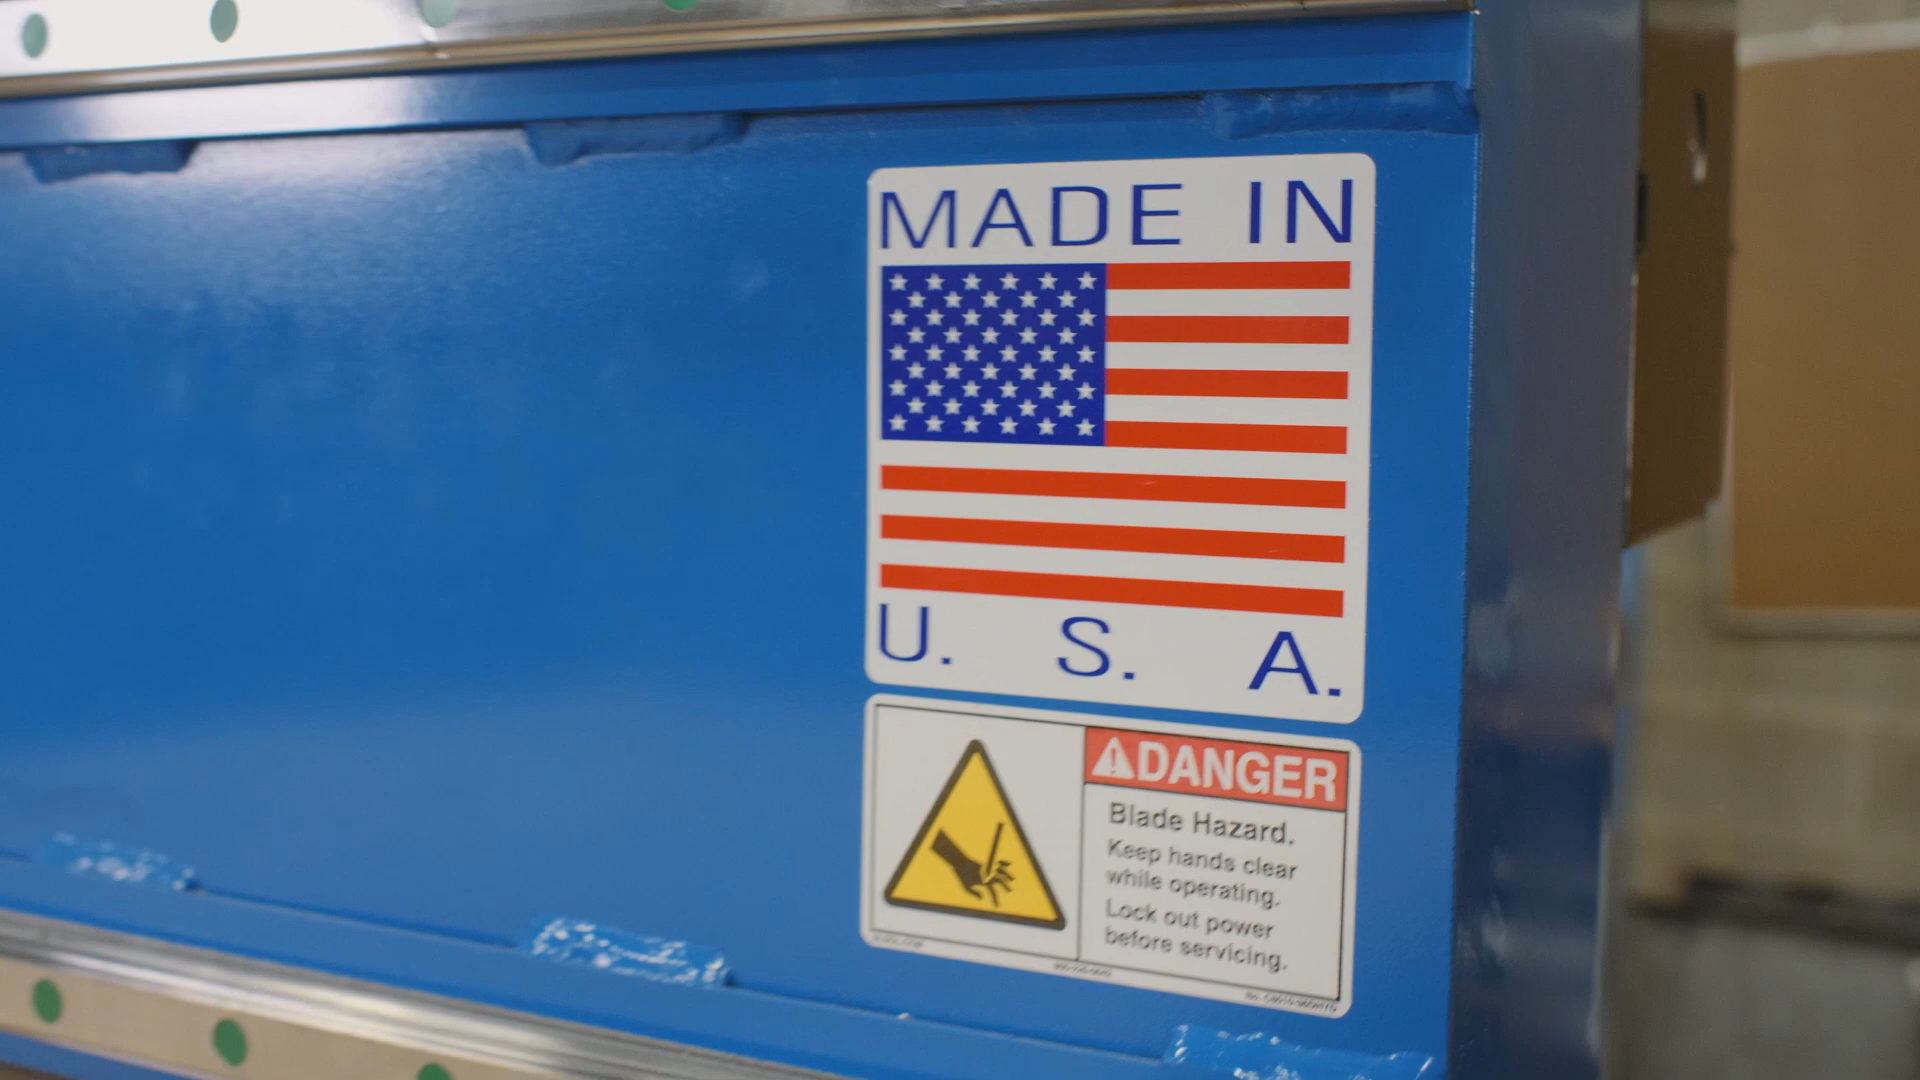 MADE IN
U. S. A.
DANGER
Blade Hazard.
Keep hands clear
while operating.
Lock out power
before servicing.